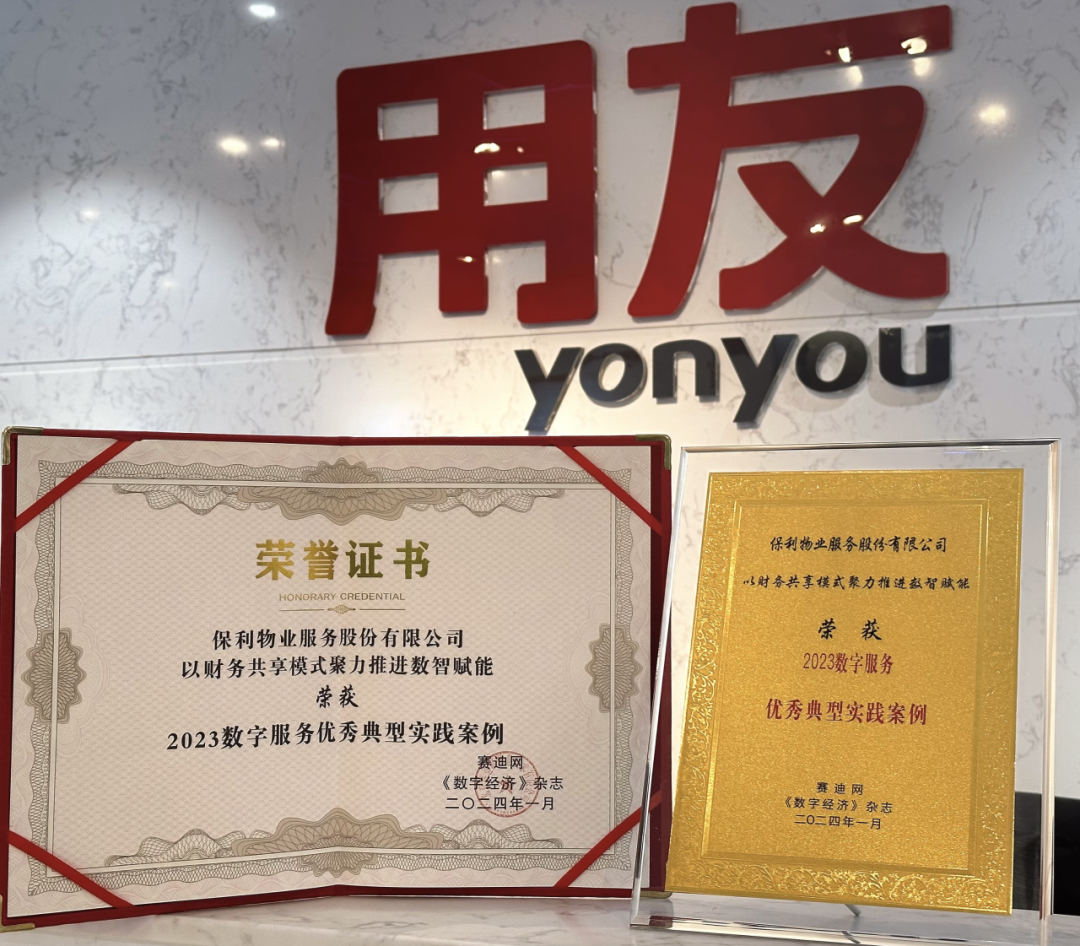 用友
yonyou
荣誉证书
HONORARY CREDENTIAL
保利物业服务股份有限公司
以财务共享模式聚力推进数智赋能
荣获
2023数字服务优秀典型实践案例
赛迪网
《数字经济》杂志
二〇二四年一月
保利物业服务股份有限公司
以财务共享模式聚力推进数智赋能
荣获
2023数字服务
优秀典型实践案例
赛迪网
《数字经济》杂志
二〇二四年一月